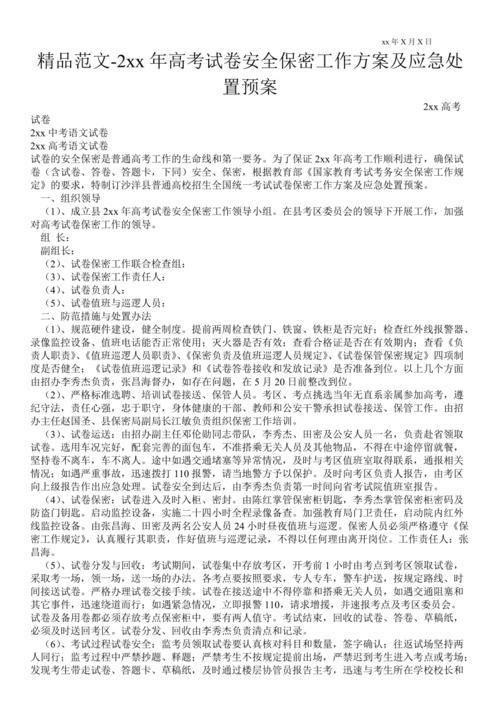 xx 年 X 月 X 日
精品范文-2xx 年高考试卷安全保密工作方案及应急处
置预案
2xx 高考
试卷
2xx 中考语文试卷
2xx 高考语文试卷
试卷的安全保密是普通高考工作的生命线和第一要务。为了保证 2xx 年高考工作顺利进行，确保试
卷（含试卷、答卷、答题卡，下同）安全、保密，根据教育部《国家教育考试考务安全保密工作规
定》的要求，特制订沙洋县普通高校招生全国统一考试试卷保密工作方案及应急处置预案。
一、组织领导
（1）、成立县 2xx 年高考试卷安全保密工作领导小组。在县考区委员会的领导下开展工作，加强
对高考试卷保密工作的领导。
组 长：
副组长：
（2）、试卷保密工作联合检查组：
（3）、试卷保密工作责任人：
（4）、试卷负责人：
（5）、试卷值班与巡逻人员：
二、防范措施与处置办法
（1）、规范硬件建设，健全制度。提前两周检查铁门、铁窗、铁柜是否完好；检查红外线报警器、
录像监控设备、值班电话能否正常使用；灭火器是否有效；查看合格证是否在有效期内；查看《负
责人职责》、《值班巡逻人员职责》、《保密负责及值班巡逻人员规定》、《试卷保管保密规定》四项制
度是否健全；《试卷值班巡逻记录》和《试卷答卷接收和发放记录》是否准备到位。以上几个方面
由招办李秀杰负责，张昌海督办，如存在问题，在 5 月 20 日前整改到位。
（2）、严格标准选聘、培训试卷接送、保管人员。考区、考点挑选当年无直系亲属参加高考，遵
纪守法，责任心强，忠于职守，身体健康的干部、教师和公安干警承担试卷接送、保管工作。由招
办主任赵国圣、县保密局副局长江敏负责组织保密工作培训。
（3）、试卷运送：由招办副主任邓伦勋同志带队，李秀杰、田密及公安人员一名，负责赴省领取
试卷。选用车况完好，配套完善的面包车，不准搭乘无关人员及其他物品，不得在中途停留就餐，
坚持卷不离车，车不离人。途中如遇交通堵塞等异常情况，及时与考区值班室取得联系，通报相关
情况；如遇严重事故，迅速拨打 110 报警，请当地警方予以保护。及时与考区负责人报告，由考区
向上级报告作出应急处理。试卷安全到达后，由李秀杰负责第一时间向省考试院值班室报告。
（4）、试卷保密：试卷进入及时入柜、密封。由陈红掌管保密柜钥匙，李秀杰掌管保密柜密码及
防盗门钥匙。启动监控设备，实施二十四小时全程录像备查。加强教育局门卫责任，启动院内红外
线监控设备。由张昌海、田密及两名公安人员 24 小时昼夜值班与巡逻。保密人员必须严格遵守《保
密工作规定》，认真履行其职责，作好值班与巡逻记录，不得以任何理由离开岗位。工作责任人：张
昌海。
（5）、试卷分发与回收：考试期间，试卷集中存放考区，开考前 1 小时由考点到考区领取试卷，
采取考一场，领一场，送一场的办法。各考点要按照要求，专人专车，警车护送，按规定路线、时
间接送试卷。严格办理试卷交接手续。试卷在接送途中不得停靠和搭乘无关人员，如遇交通阻塞和
其它事件，迅速绕道而行；如遇紧急情况，立即报警 110，请求增援，并速报考点及考区委员会。
试卷及备用卷都必须存放考点保密柜中，要有两人值守。考试结束，回收的试卷、答卷、草稿纸，
必须及时送回考区。试卷分发、回收由李秀杰负责清点和记录。
（6）、考试过程试卷安全：监考员领取试卷要认真核对科目和数量，签字确认；往返试场坚持两
人同行；监考过程中严禁抄题、释题；严禁考生不按规定提前出场，严禁迟到考生进入考点或考场；
发现考生带走试卷、答题卡、草稿纸，及时通过楼层协管员报告主考，迅速与考生所在学校校长和